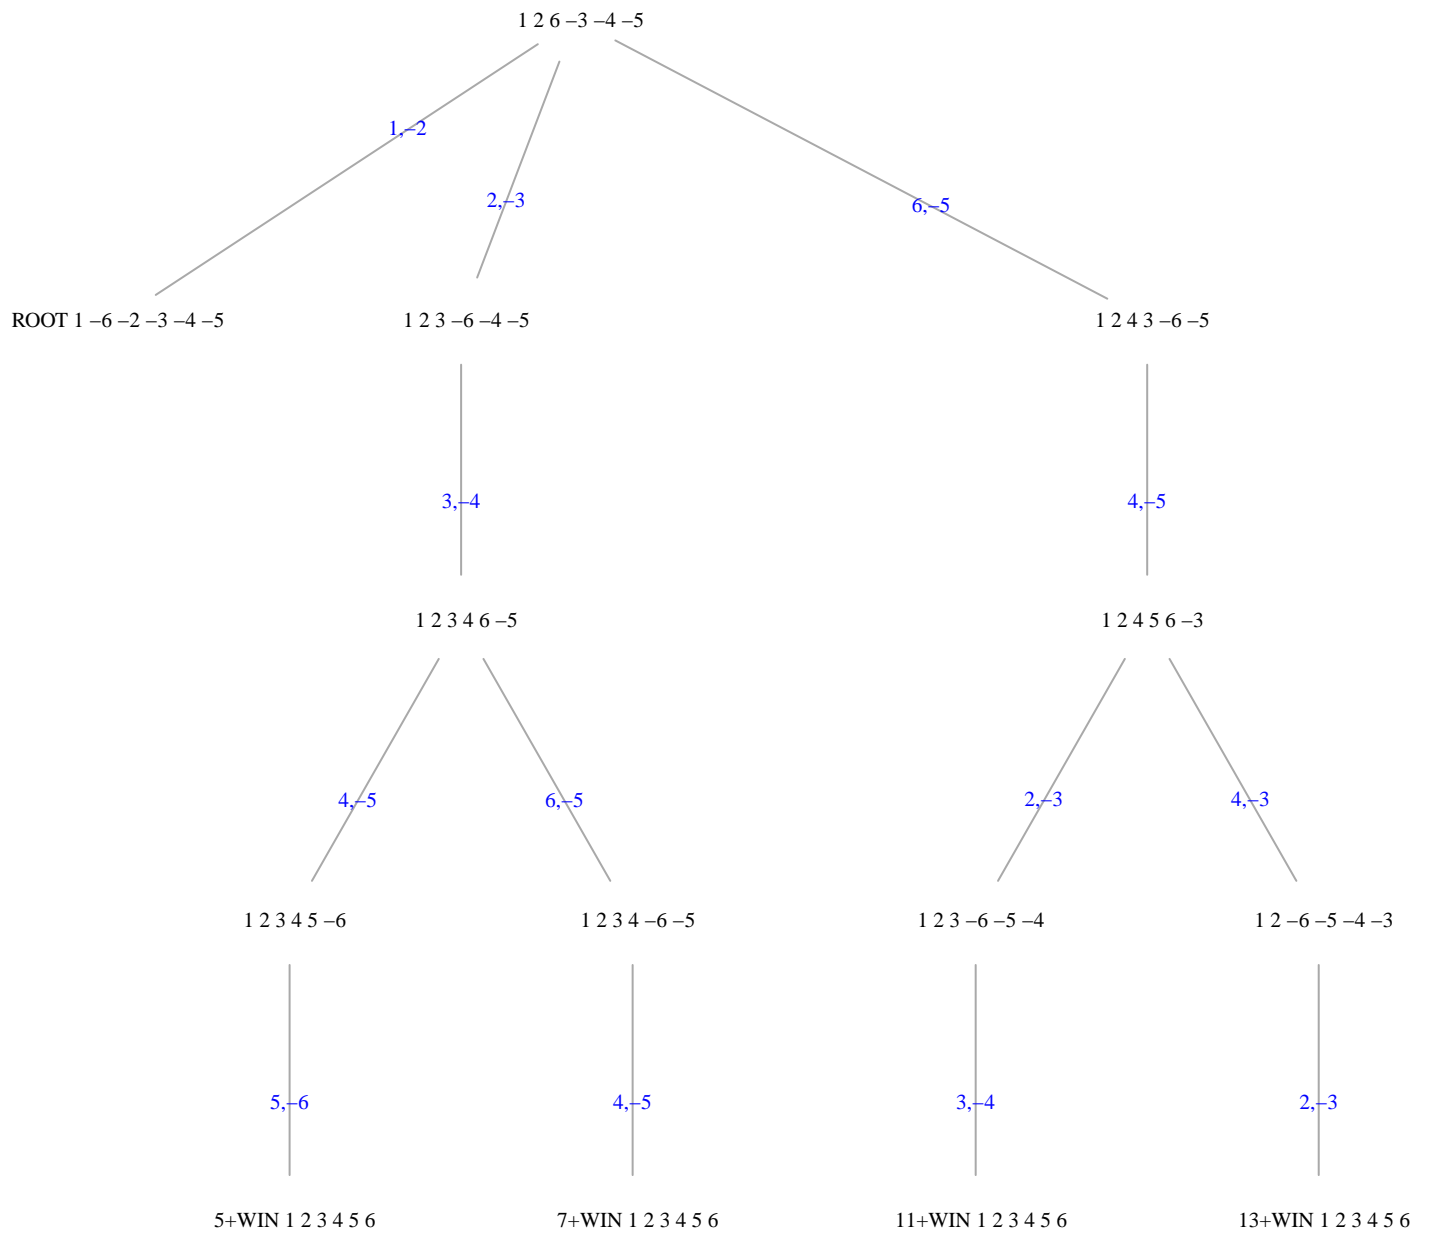 1 2 6 –3 –4 –5
1,–2
2,–3
6,–5
ROOT 1 –6 –2 –3 –4 –5
1 2 3 –6 –4 –5
1 2 4 3 –6 –5
3,–4
4,–5
1 2 3 4 6 –5
1 2 4 5 6 –3
4,–5
6,–5
2,–3
4,–3
1 2 3 4 5 –6
1 2 3 4 –6 –5
1 2 3 –6 –5 –4
1 2 –6 –5 –4 –3
5,–6
4,–5
3,–4
2,–3
5+WIN 1 2 3 4 5 6
7+WIN 1 2 3 4 5 6
11+WIN 1 2 3 4 5 6
13+WIN 1 2 3 4 5 6